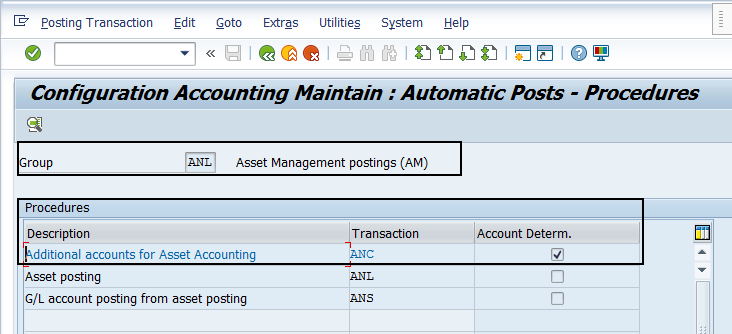 Posting Transaction Edit Goto Extras Utilities System Help
Configuration Accounting Maintain : Automatic Posts - Procedures
Group ANL Asset Management postings (AM)
Procedures
Description Transaction Account Determ.
Additional accounts for Asset Accounting ANC
Asset posting ANL
G/L account posting from asset posting ANS